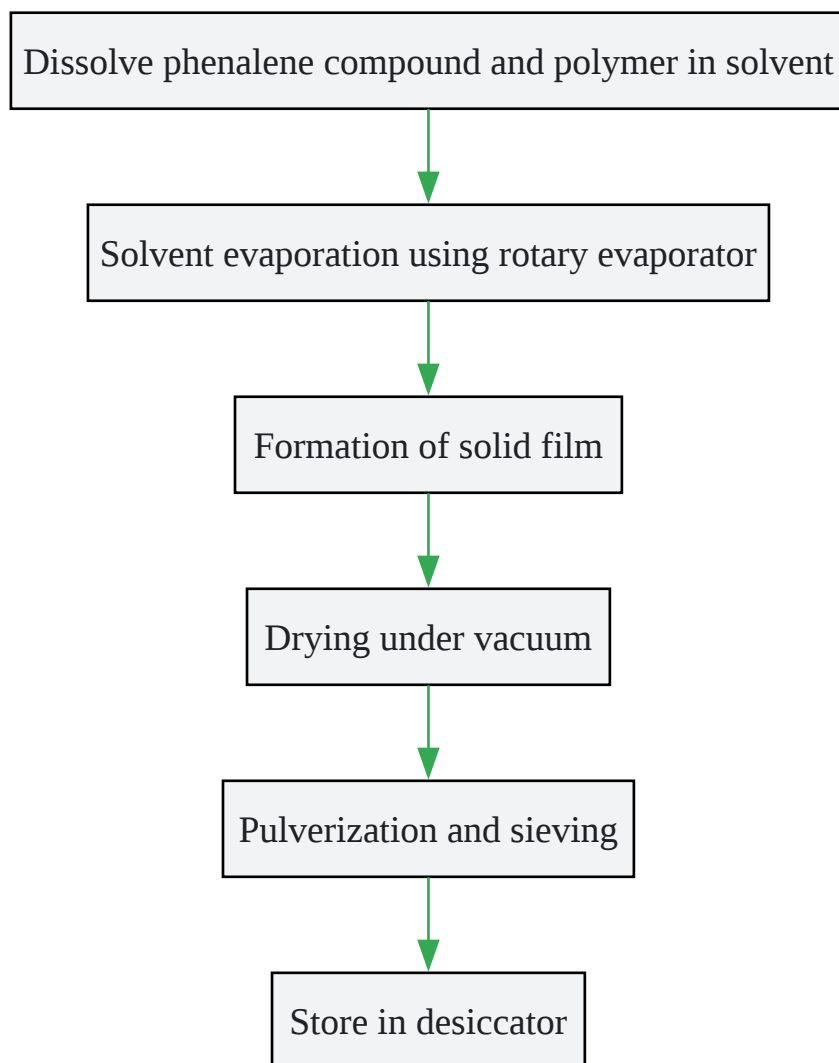 Dissolve phenalene compound and polymer in solvent
Solvent evaporation using rotary evaporator
Formation of solid film
Drying under vacuum
Pulverization and sieving
Store in desiccator